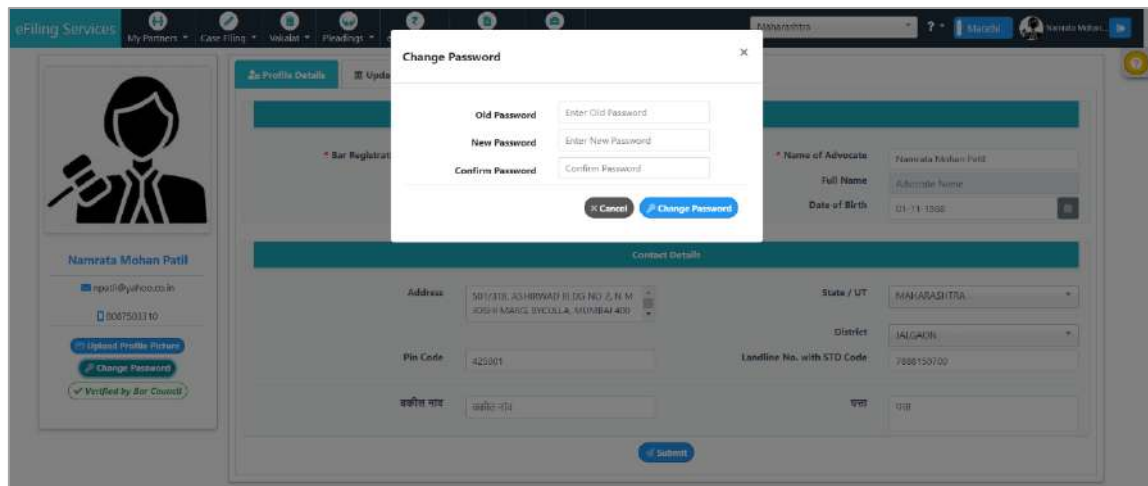 eFiling Services
My Partners
Case Filing
Vakalat
Pleadings
Maharashtra
?
Marathi
Namrata Mohan...
Change Password
×
Old Password
Enter Old Password
New Password
Enter New Password
Confirm Password
Confirm Password
× Cancel
Change Password
Profile Details
* Name of Advocate
Namrata Mohan Patil
Full Name
Advocate Name
Date of Birth
Namrata Mohan Patil
npatil@yahoo.co.in
Upload Profile Picture
Change Password
Verified by Bar Council
Contact Details
Address
State / UT
MAHARASHTRA
District
JALGAON
Pin Code
425001
Landline No. with STD Code
7888150700
वकील नाव
वकील नाव
पत्ता
पत्ता
Submit